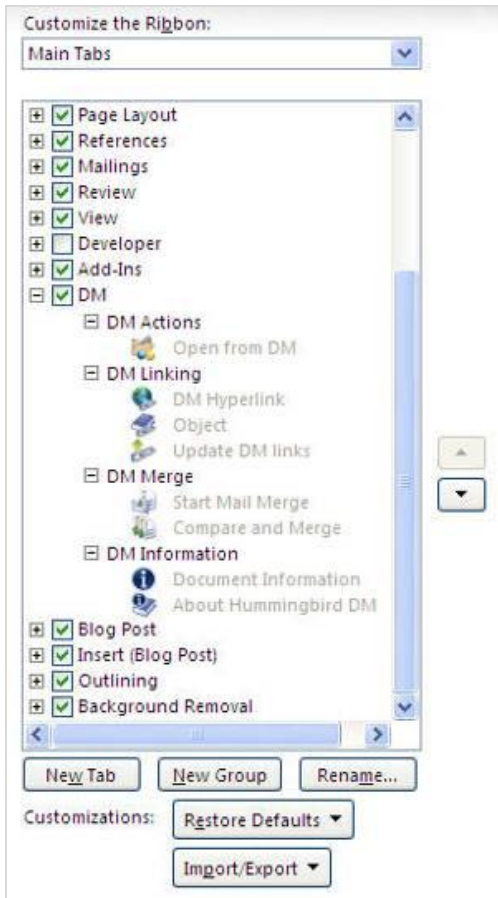 Customize the Ribbon:
Main Tabs
Page Layout
References
Mailings
Review
View
Developer
Add-Ins
DM
DM Actions
Open from DM
DM Linking
DM Hyperlink
Object
Update DM links
DM Merge
Start Mail Merge
Compare and Merge
DM Information
Document Information
About Hummingbird DM
Blog Post
Insert (Blog Post)
Outlining
Background Removal
New Tab New Group Rename...
Customizations: Restore Defaults
Import/Export